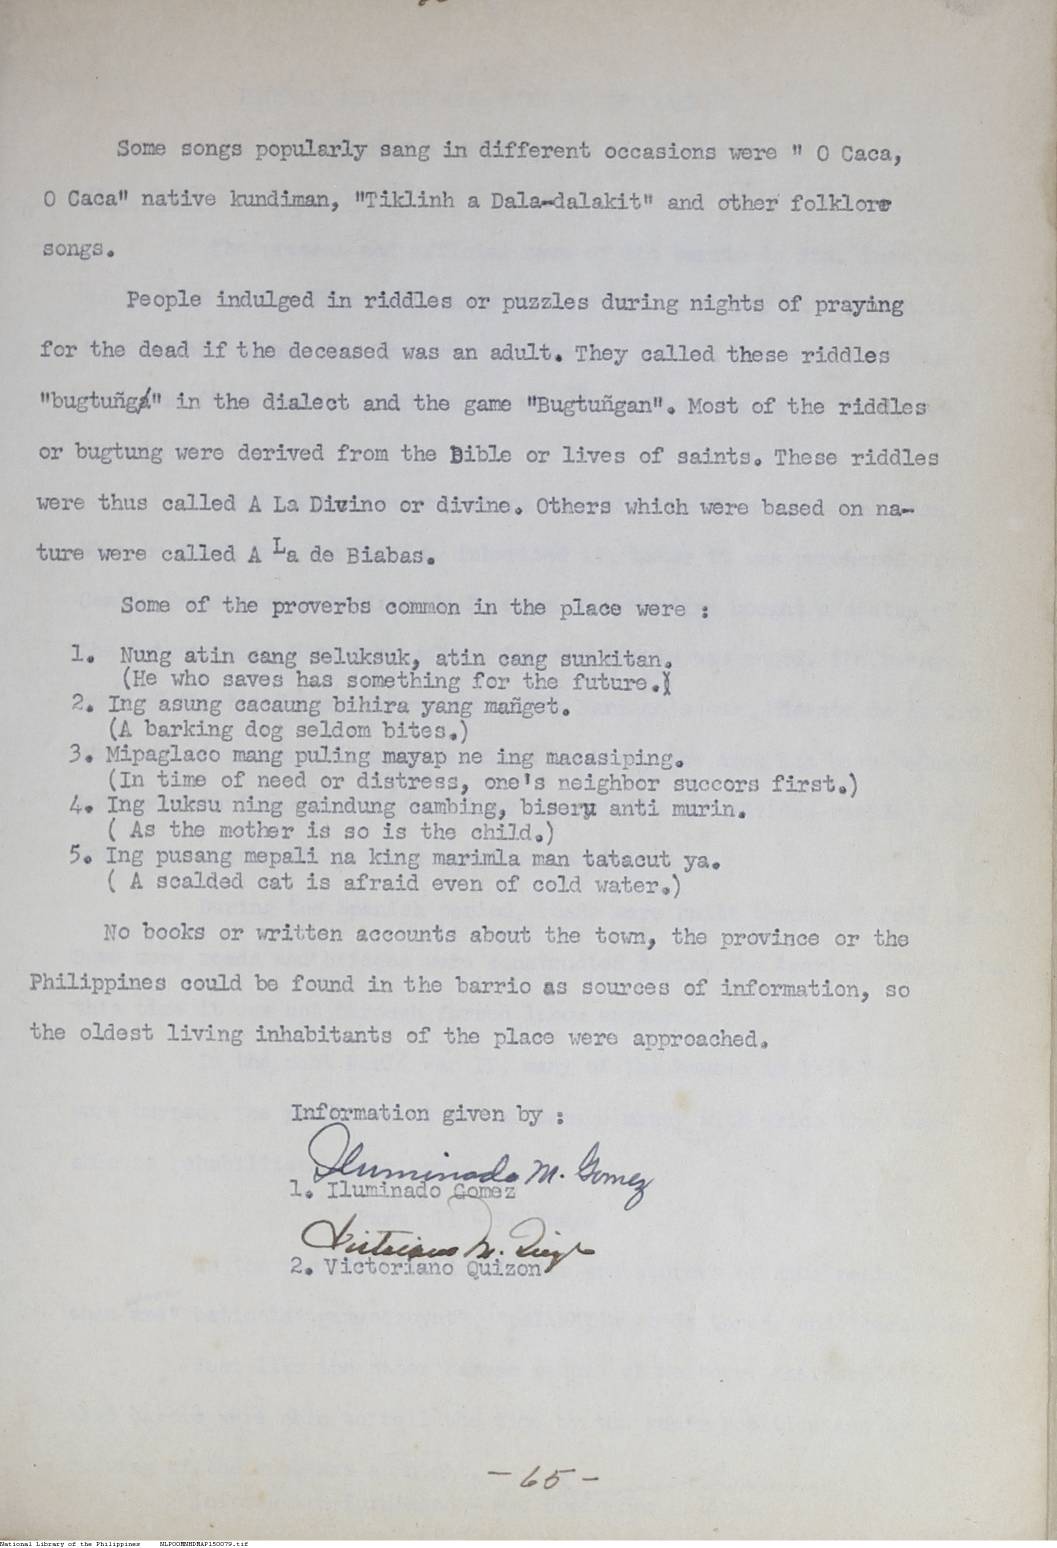 Some songs popularly sang in different occasions were " O Caca,
O Caca" native kundiman, "Tiklinh a Dala-dalakit" and other folklore
songs.
People indulged in riddles or puzzles during nights of praying
for the dead if the deceased was an adult. They called these riddles
"bugtuñg" in the dialect and the game "Bugtuñgan". Most of the riddles
or bugtung were derived from the Bible or lives of saints. These riddles
were thus called A La Divino or divine. Others which were based on na-
ture were called A La de Biabas.
Some of the proverbs common in the place were :
1. Nung atin cang seluksuk, atin cang sunkitan.
(He who saves has something for the future.)
2. Ing asung cacaung bihira yang mañget.
(A barking dog seldom bites.)
3. Mipaglaco mang puling mayap ne ing macasiping.
(In time of need or distress, one's neighbor succors first.)
4. Ing luksu ning gaindung cambing, biseru anti murin.
( As the mother is so is the child.)
5. Ing pusang mepali na king marimla man tatacut ya.
( A scalded cat is afraid even of cold water.)
No books or written accounts about the town, the province or the
Philippines could be found in the barrio as sources of information, so
the oldest living inhabitants of the place were approached.
Information given by :
Iluminado M. Gomez
1. Iluminado Gomez
2. Victoriano Quizon
- 65 -
National Library of the Philippines NLPOOMNHDMAP150079.tif